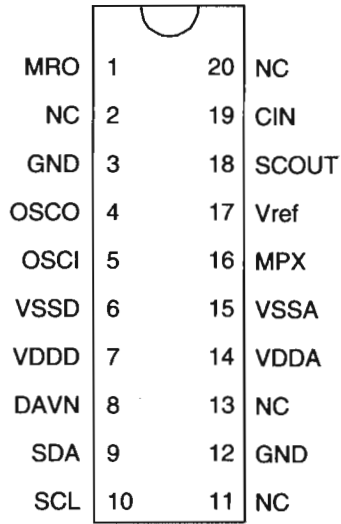 MRO 1 20 NC
NC 2 19 CIN
GND 3 18 SCOUT
OSCO 4 17 Vref
OSCI 5 16 MPX
VSSD 6 15 VSSA
VDDD 7 14 VDDA
DAVN 8 13 NC
SDA 9 12 GND
SCL 10 11 NC